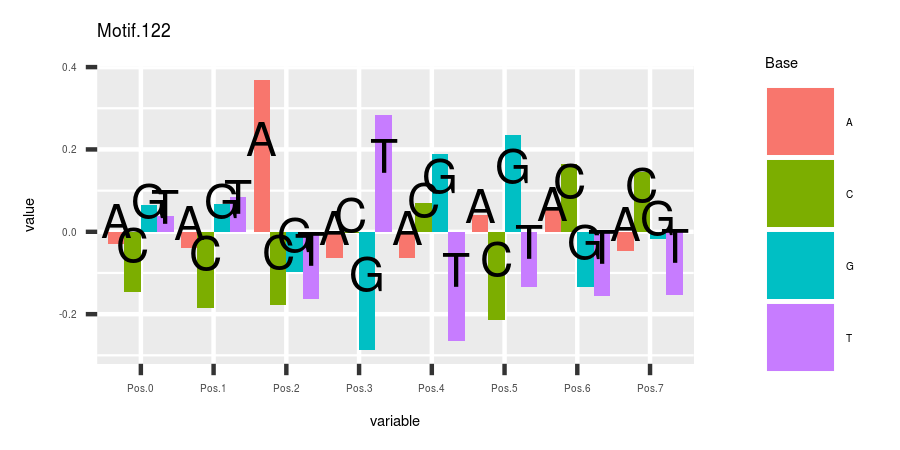 Motif.122
Base
0.4
0.2
0.0
-0.2
value
A C G T A C G T A C G T A C G T A C G T A C G T A C G T A C G T
Pos.0 Pos.1 Pos.2 Pos.3 Pos.4 Pos.5 Pos.6 Pos.7
variable
A
C
G
T